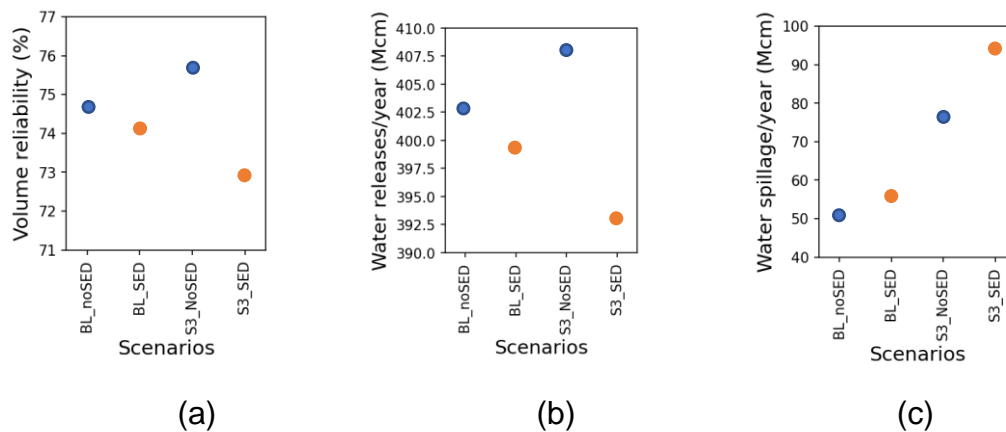 Volume reliability (%)
77
76
75
74
73
72
71
BL_noSED
BL_SED
S3_NoSED
S3_SED
Scenarios
(a)
Water releases/year (Mcm)
410.0
407.5
405.0
402.5
400.0
397.5
395.0
392.5
390.0
BL_noSED
BL_SED
S3_NoSED
S3_SED
Scenarios
(b)
Water spillage/year (Mcm)
100
90
80
70
60
50
40
BL_noSED
BL_SED
S3_NoSED
S3_SED
Scenarios
(c)